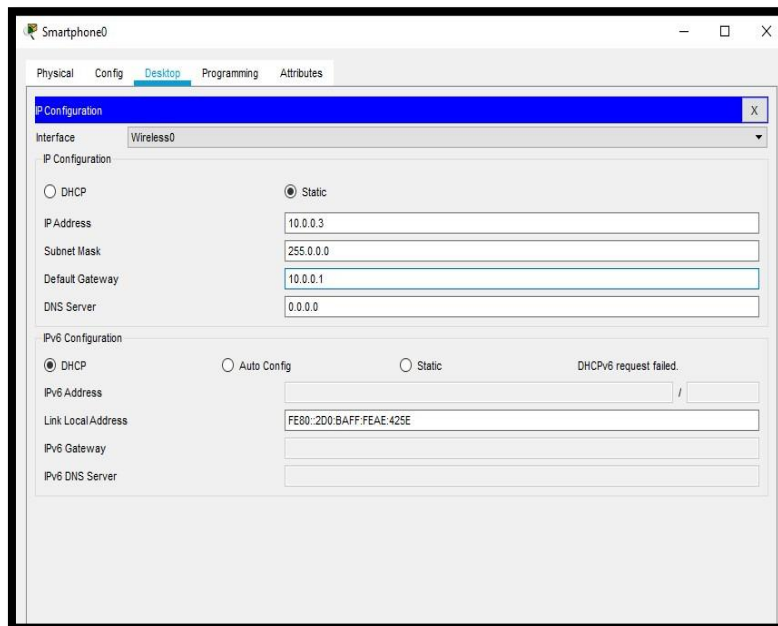 Smartphone0
Physical Config Desktop Programming Attributes
IP Configuration X
Interface Wireless0
IP Configuration
DHCP Static
IP Address 10.0.0.3
Subnet Mask 255.0.0.0
Default Gateway 10.0.0.1
DNS Server 0.0.0.0
IPv6 Configuration
DHCP Auto Config Static DHCPv6 request failed.
IPv6 Address /
Link Local Address FE80::2D0:BAFF:FEAE:425E
IPv6 Gateway
IPv6 DNS Server